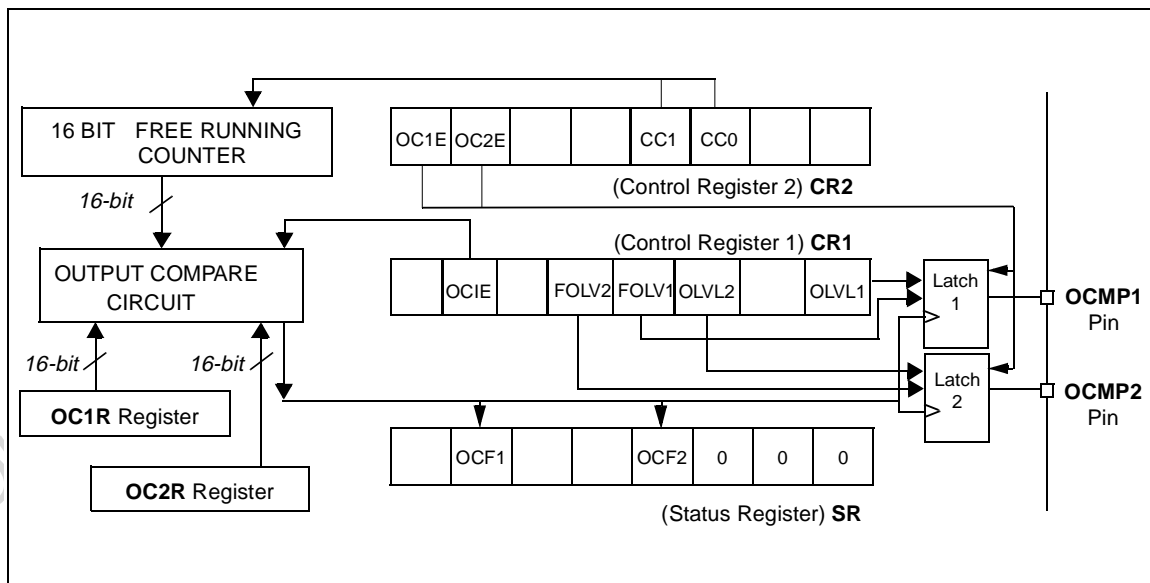 16 BIT FREE RUNNING
COUNTER
OC1E OC2E CC1 CC0
(Control Register 2) CR2
16-bit
(Control Register 1) CR1
OUTPUT COMPARE
CIRCUIT
OCIE FOLV2 FOLV1 OLVL2 OLVL1
Latch
1
OCMP1
Pin
16-bit
16-bit
Latch
2
OCMP2
Pin
OC1R Register
OCF1 OCF2 0 0 0
OC2R Register
(Status Register) SR